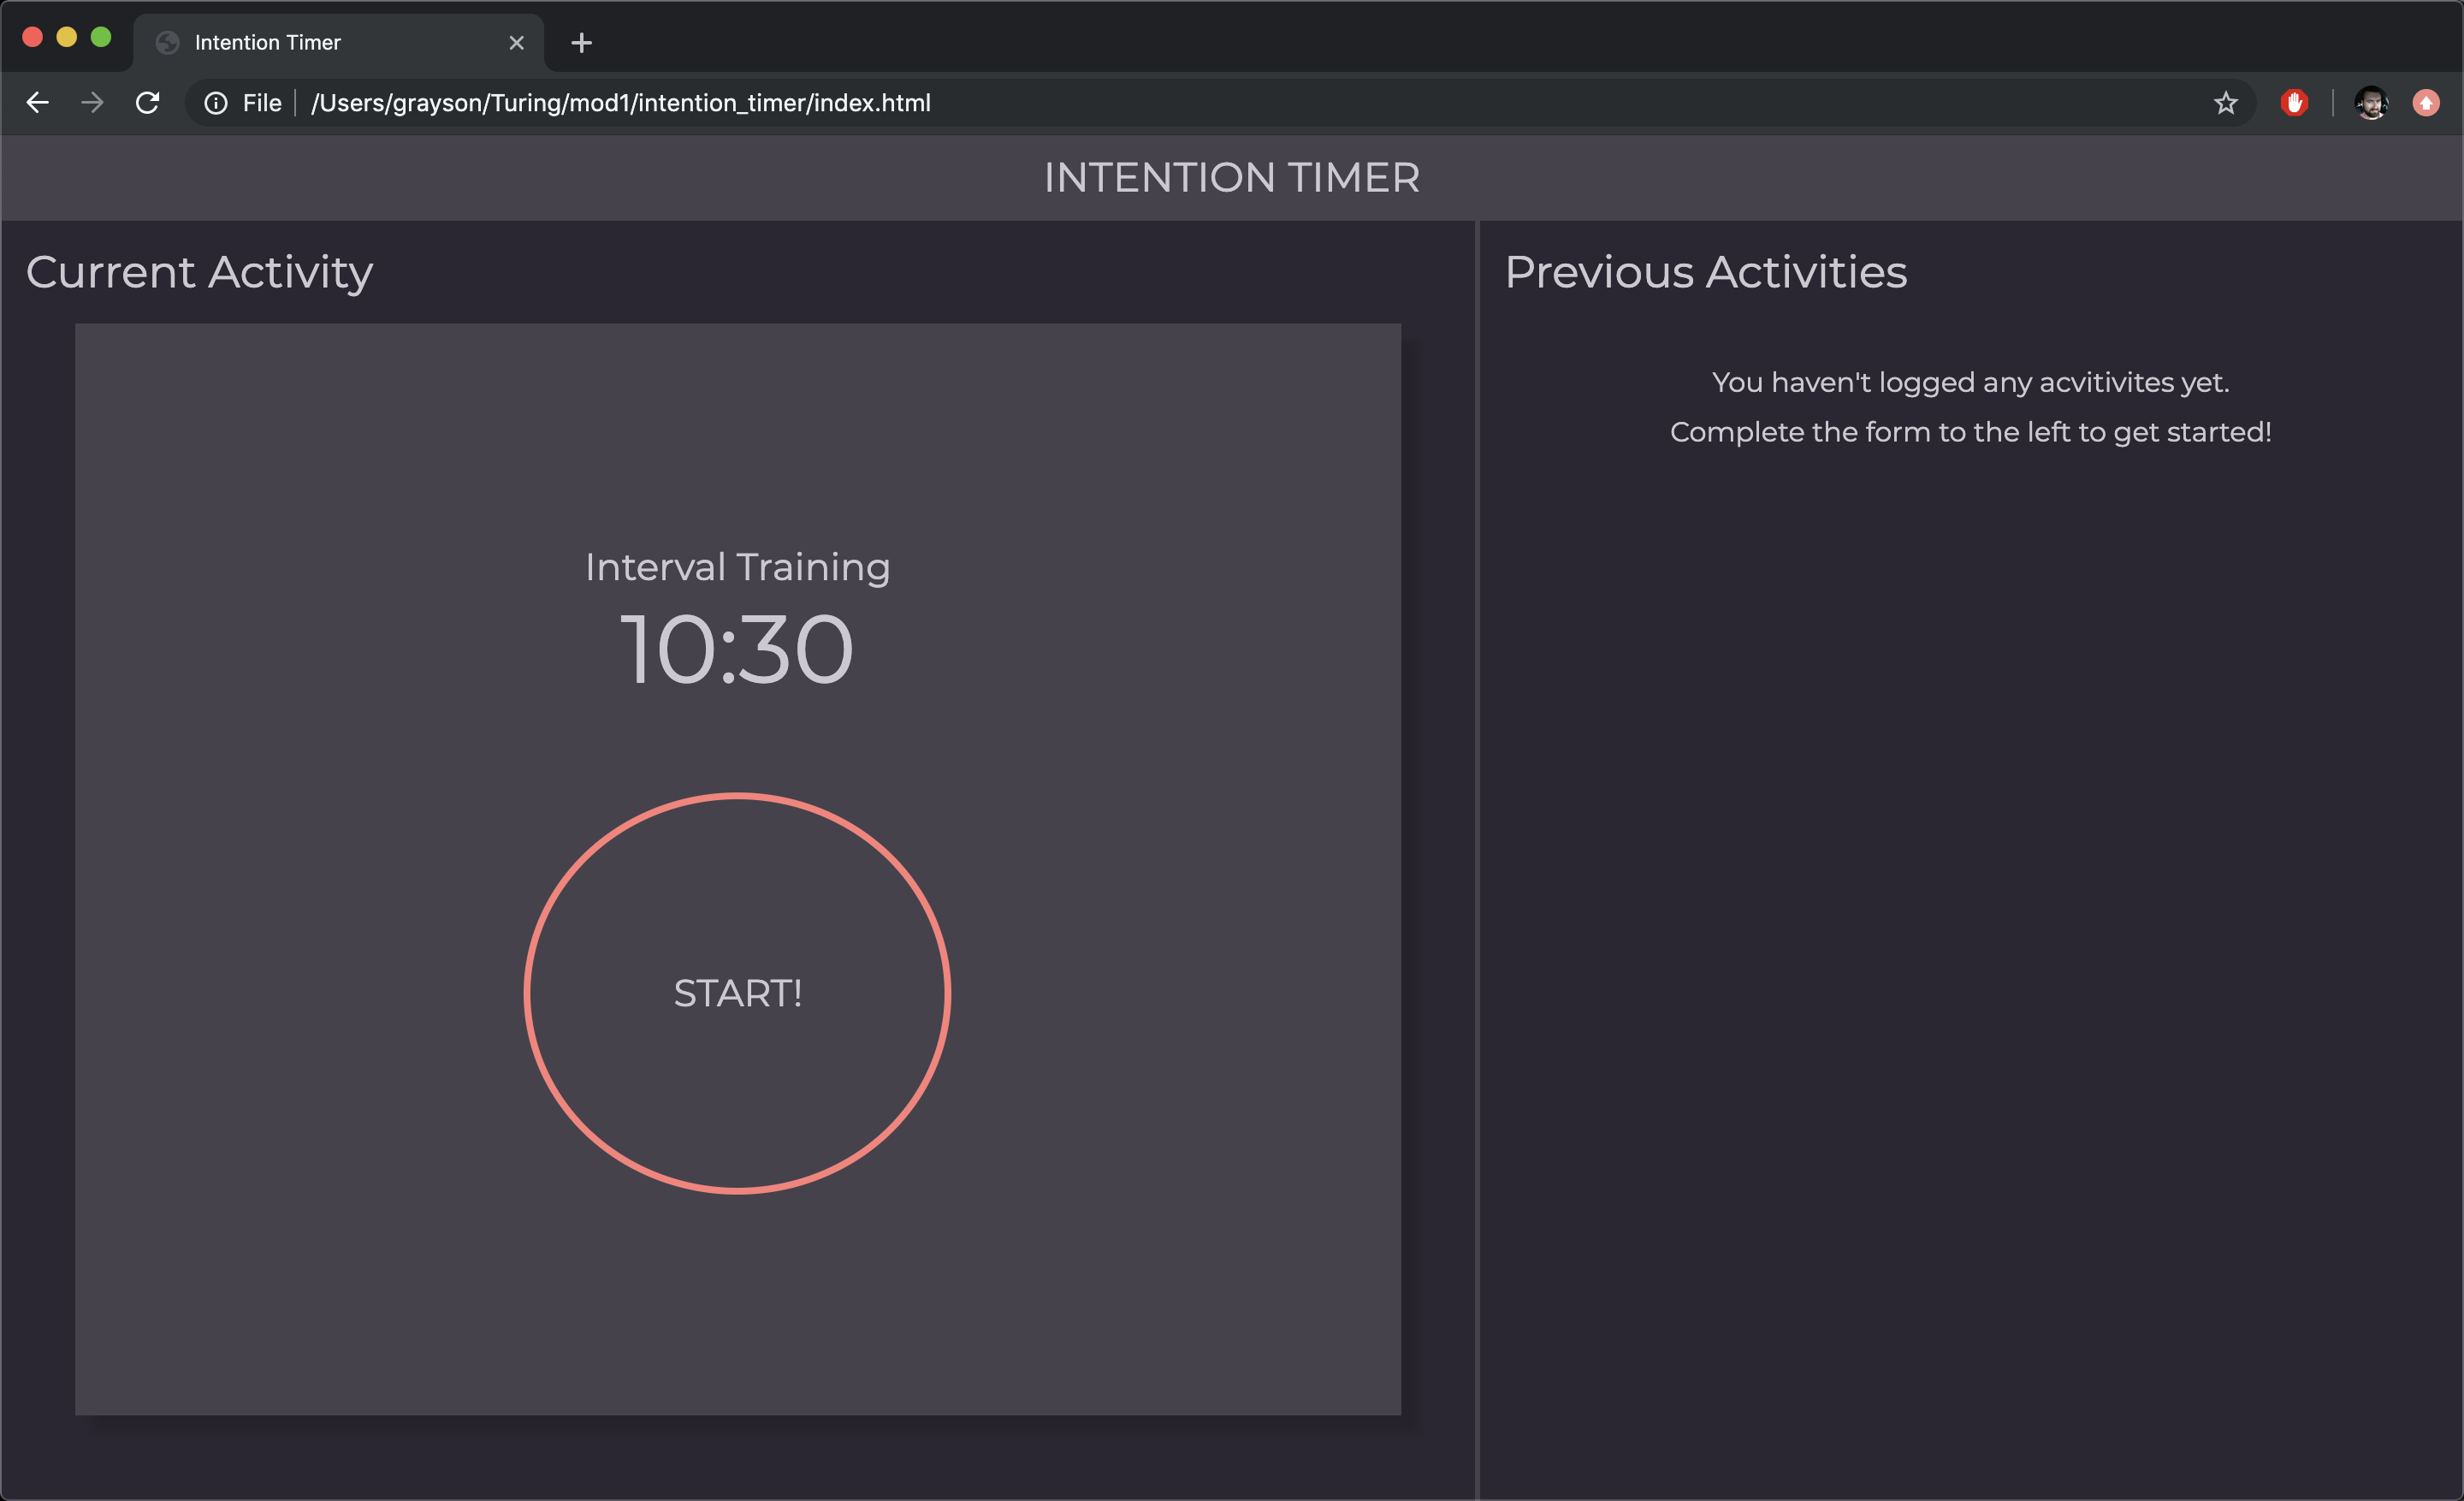 Intention Timer
File /Users/grayson/Turing/mod1/intention_timer/index.html
INTENTION TIMER
Current Activity
Interval Training
10:30
START!
Previous Activities
You haven't logged any acvitivites yet.
Complete the form to the left to get started!